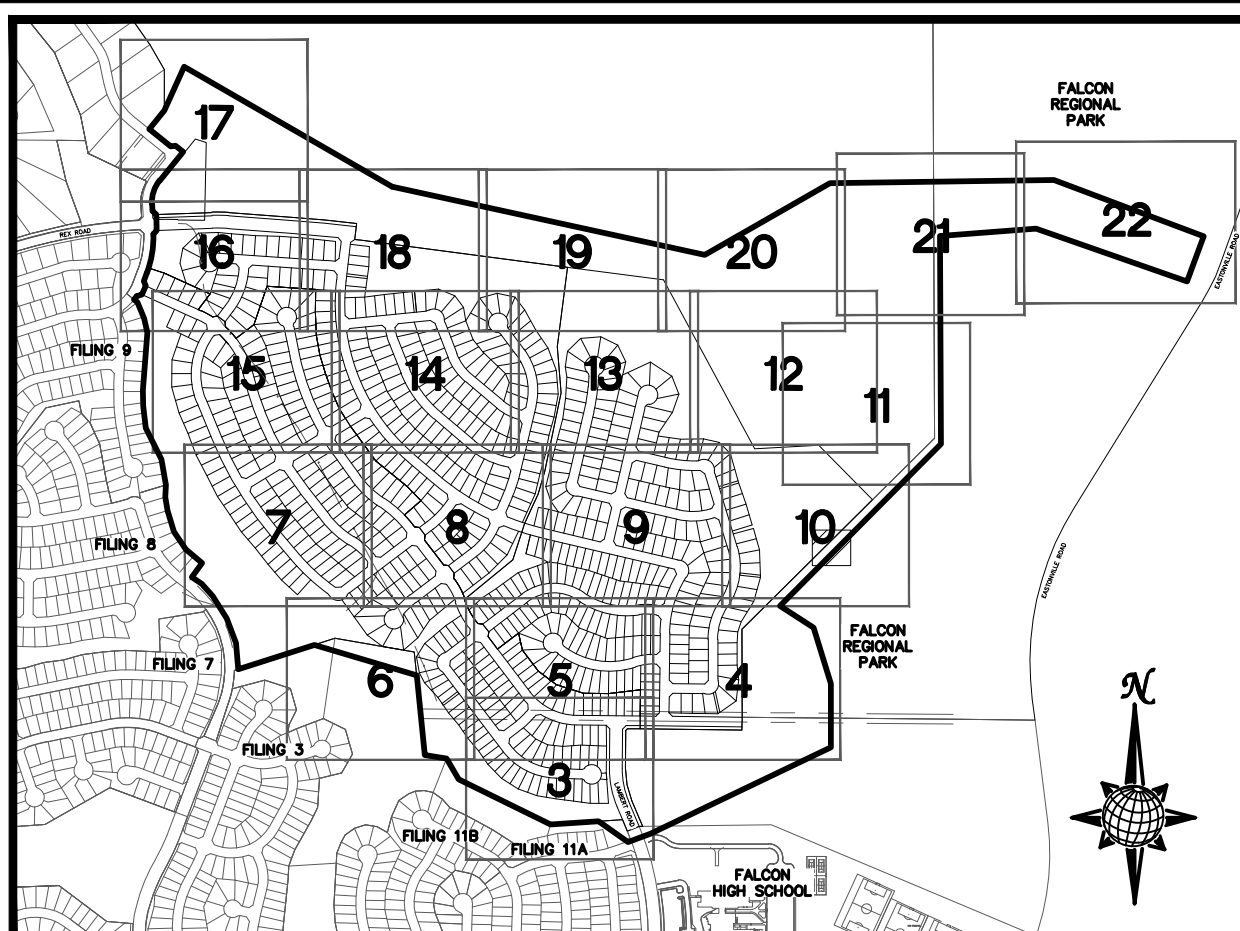 FALCON
REGIONAL
PARK
17
22
21
REX ROAD
16
18
19
20
EASTONVILLE ROAD
FILING 9
15
14
13
12
11
7
8
9
10
FILING 8
EASTONVILLE ROAD
FALCON
REGIONAL
PARK
FILING 7
6
5
4
N
FILING 3
3
LAMBERT ROAD
FILING 11B
FILING 11A
FALCON
HIGH SCHOOL